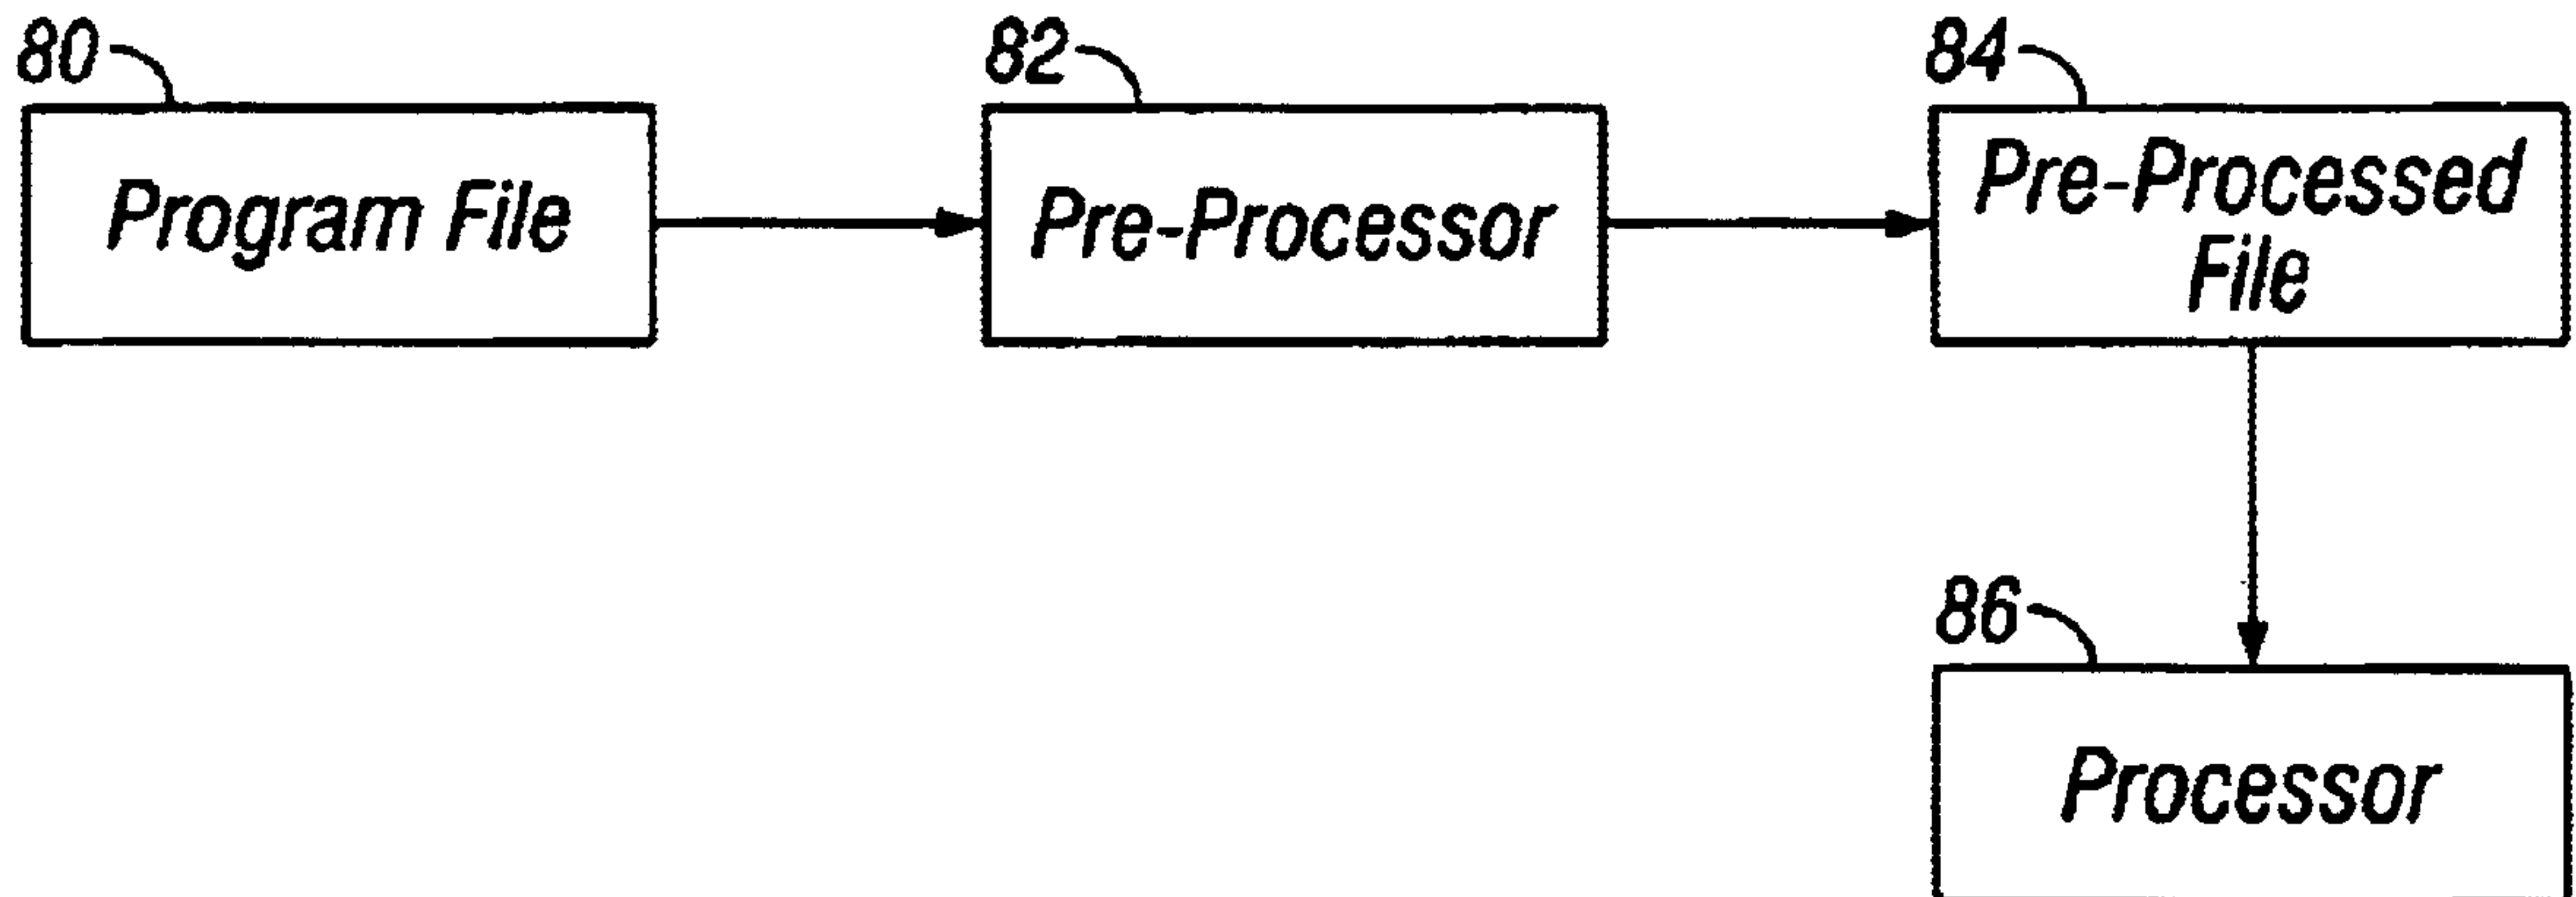 80
Program File
82
Pre-Processor
84
Pre-Processed
File
86
Processor